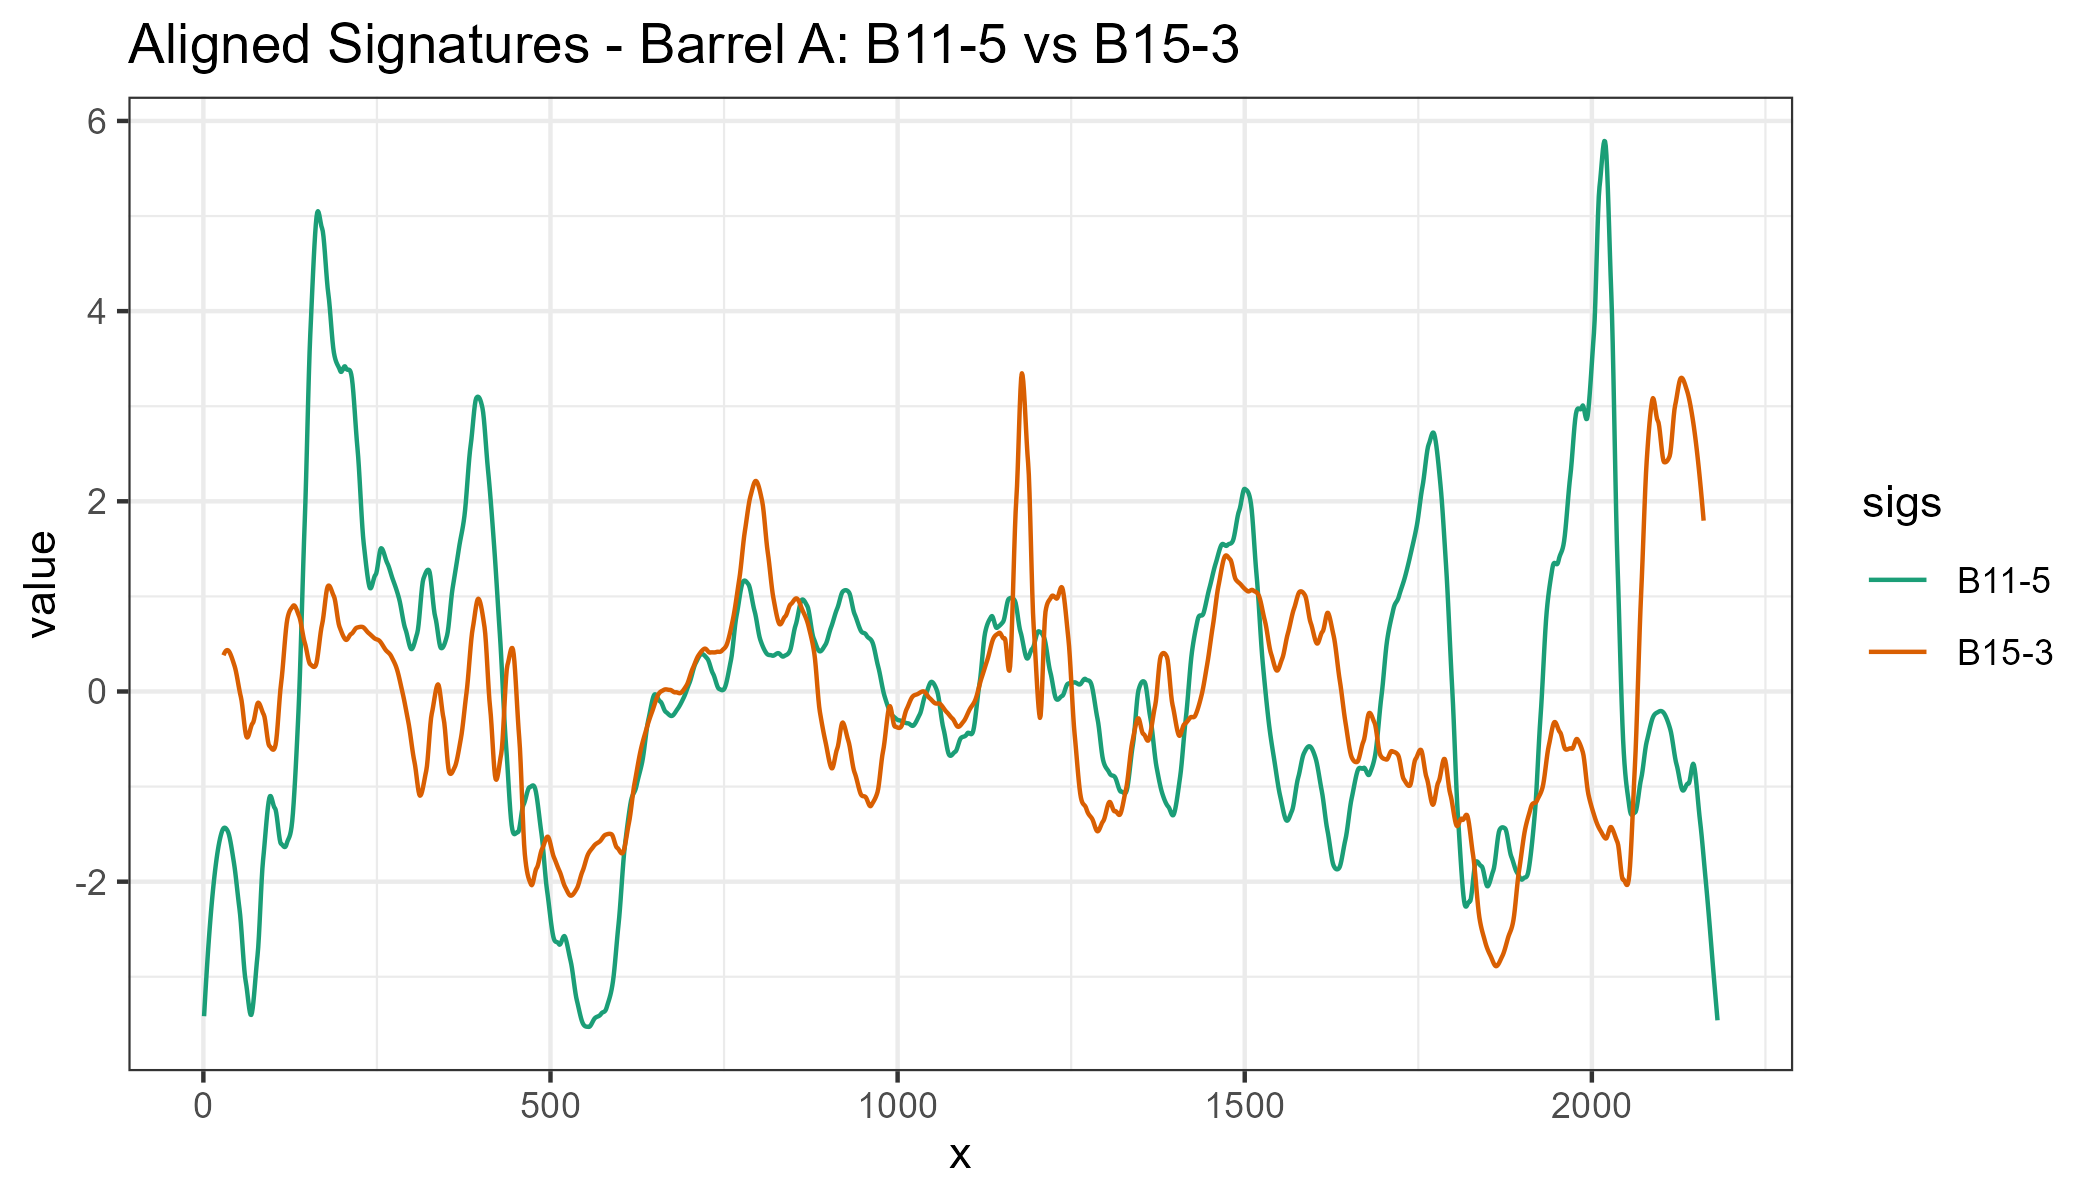 Aligned Signatures - Barrel A: B11-5 vs B15-3
6
4
2
0
-2
value
0 500 1000 1500 2000
x
sigs
B11-5
B15-3